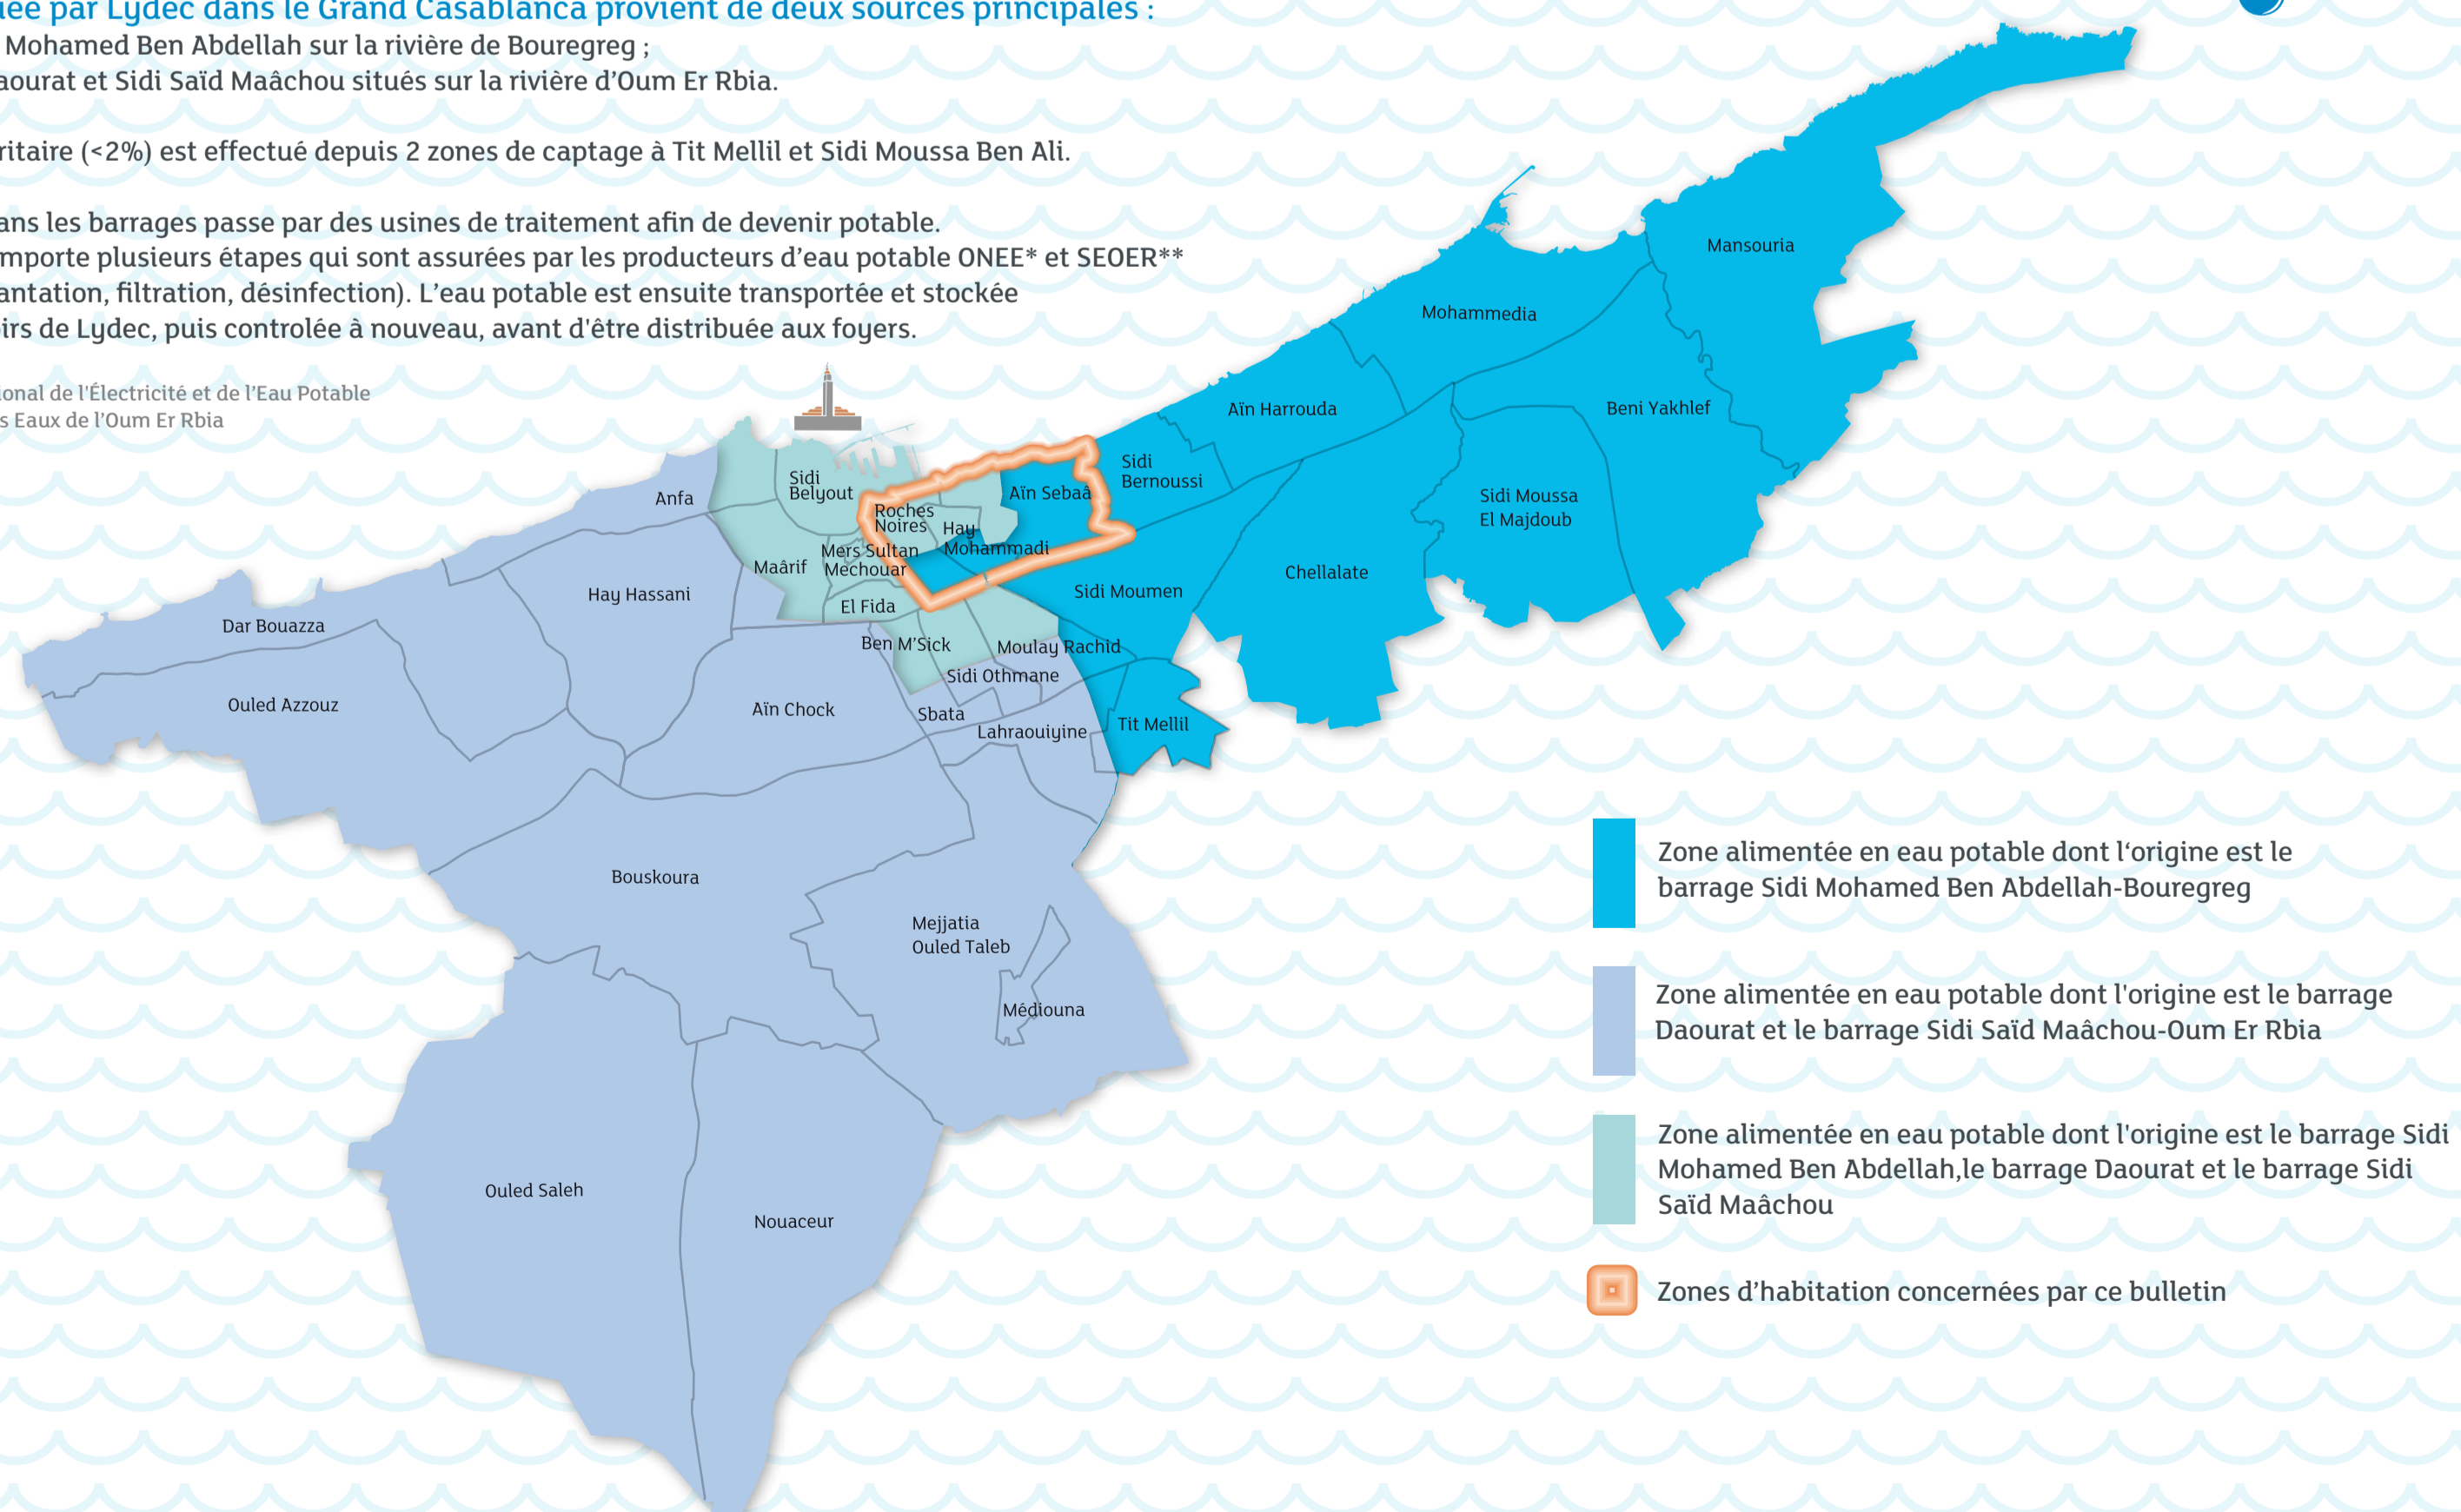 uée par Lydec dans le Grand Casablanca provient de deux sources principales :
Mohamed Ben Abdellah sur la rivière de Bouregreg ;
aourat et Sidi Saïd Maâchou situés sur la rivière d’Oum Er Rbia.
ritaire (<2%) est effectué depuis 2 zones de captage à Tit Mellil et Sidi Moussa Ben Ali.
ans les barrages passe par des usines de traitement afin de devenir potable.
mporte plusieurs étapes qui sont assurées par les producteurs d’eau potable ONEE* et SEOER**
antation, filtration, désinfection). L’eau potable est ensuite transportée et stockée
irs de Lydec, puis controlée à nouveau, avant d'être distribuée aux foyers.
ional de l'Électricité et de l’Eau Potable
s Eaux de l’Oum Er Rbia
Mansouria
Mohammedia
Aïn Harrouda
Beni Yakhlef
Sidi
Bernoussi
Sidi Moussa
El Majdoub
Chellalate
Anfa
Sidi
Belyout
Aïn Sebaâ
Roches
Noires
Hay
Mohammadi
Mers Sultan
Mechouar
Maârif
El Fida
Sidi Moumen
Hay Hassani
Dar Bouazza
Ben M’Sick
Moulay Rachid
Sidi Othmane
Ouled Azzouz
Aïn Chock
Sbata
Lahraouiyine
Tit Mellil
Bouskoura
Mejjatia
Ouled Taleb
Médiouna
Ouled Saleh
Nouaceur
Zone alimentée en eau potable dont l‘origine est le
barrage Sidi Mohamed Ben Abdellah-Bouregreg
Zone alimentée en eau potable dont l'origine est le barrage
Daourat et le barrage Sidi Saïd Maâchou-Oum Er Rbia
Zone alimentée en eau potable dont l'origine est le barrage Sidi
Mohamed Ben Abdellah,le barrage Daourat et le barrage Sidi
Saïd Maâchou
Zones d’habitation concernées par ce bulletin